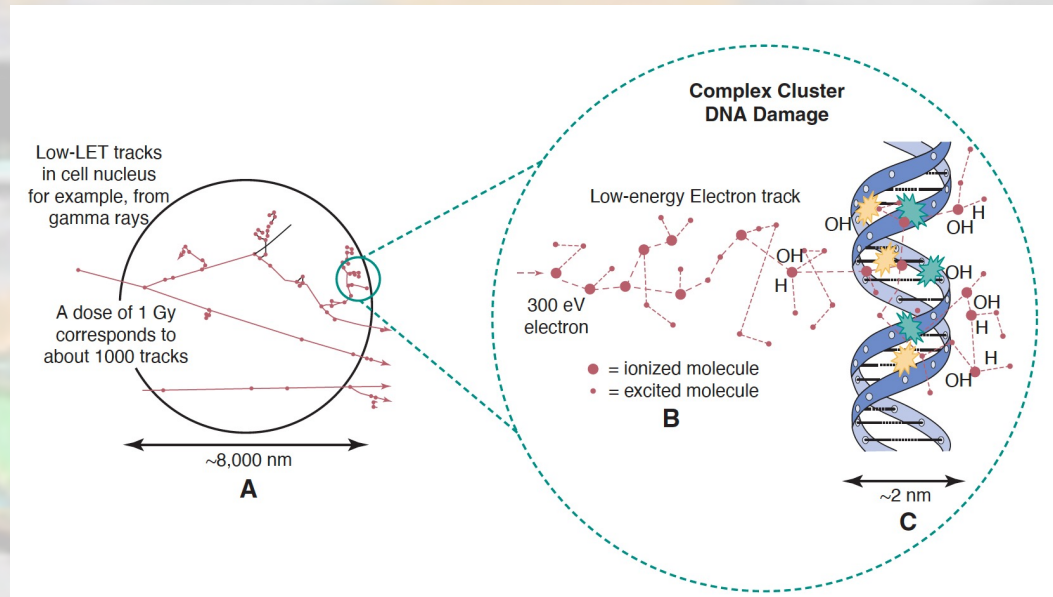 Low-LET tracks
in cell nucleus
for example, from
gamma rays
A dose of 1 Gy
corresponds to
about 1000 tracks
~8,000 nm
A
Complex Cluster
DNA Damage
Low-energy Electron track
300 eV
electron
OH
H
= ionized molecule
= excited molecule
B
OH
H
OH
OH
OH
H
H
OH
~2 nm
C